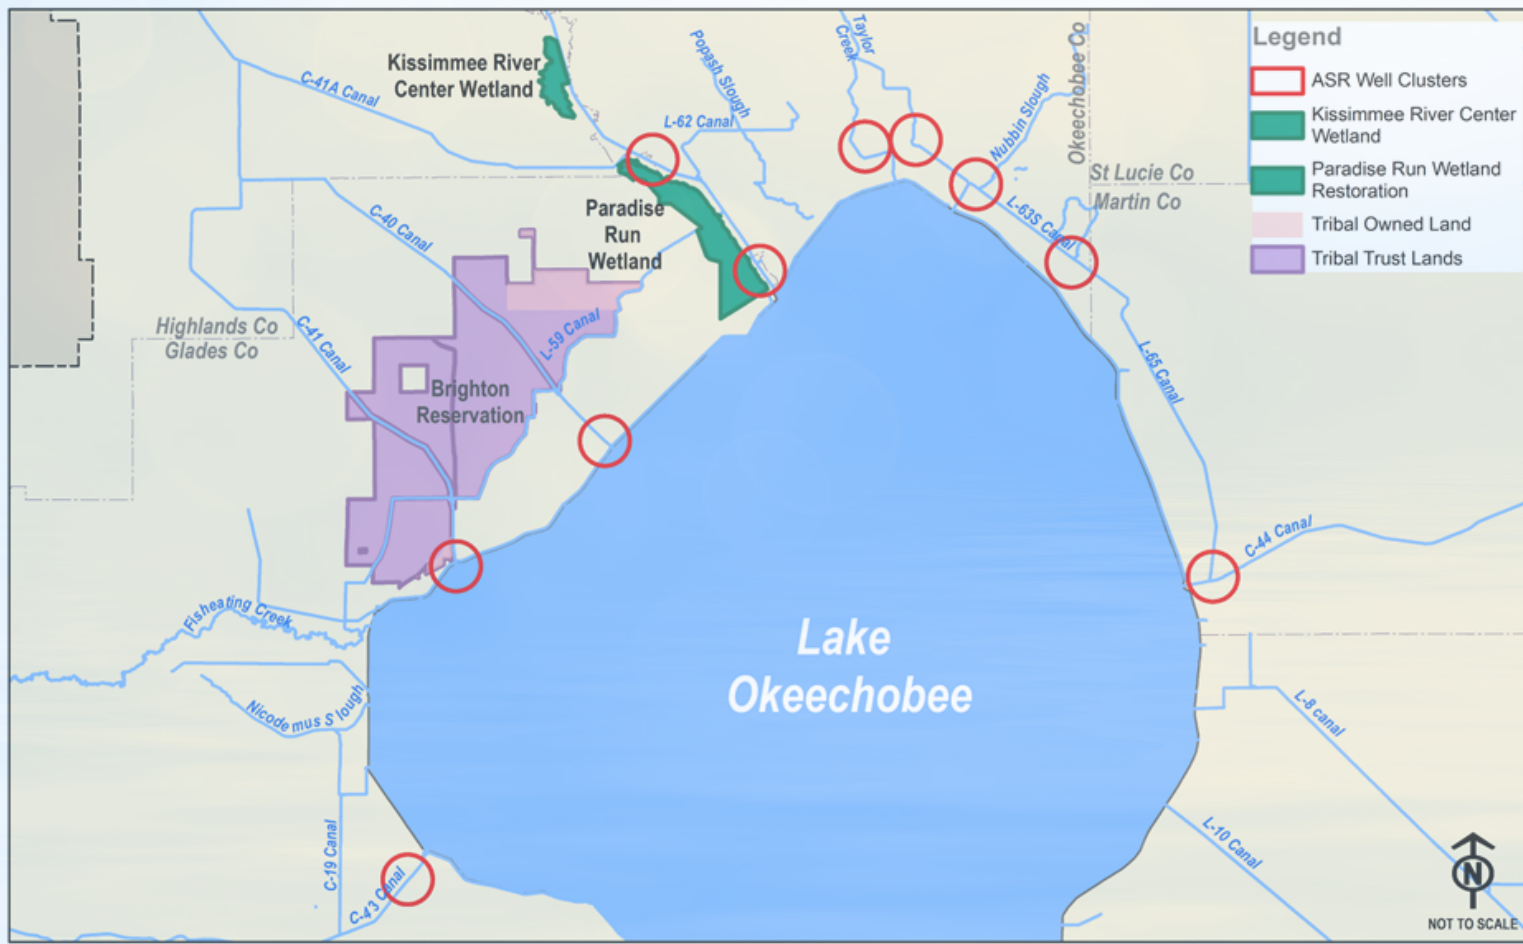 Kissimmee River
Center Wetland
C-41A Canal
Popash Slough
L-62 Canal
Taylor
Creek
Nubbin Slough
Okeechobee Co
St Lucie Co
Martin Co
L-63S Canal
Legend
ASR Well Clusters
Kissimmee River Center
Wetland
Paradise Run Wetland
Restoration
Tribal Owned Land
Tribal Trust Lands
Paradise
Run
Wetland
C-40 Canal
L-59 Canal
Highlands Co
Glades Co
C-41 Canal
Brighton
Reservation
L-65 Canal
C-44 Canal
Fisheating Creek
Nicodemus Slough
Lake
Okeechobee
L-8 canal
L-10 Canal
C-19 Canal
C-43 Canal
N
NOT TO SCALE